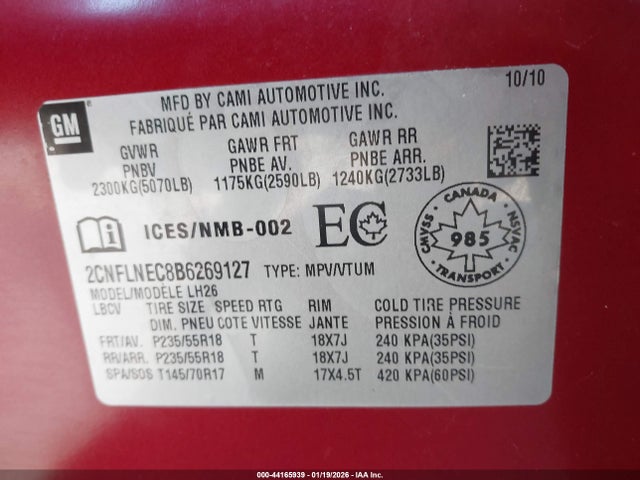 10/10
GM
MFD BY CAMI AUTOMOTIVE INC.
FABRIQUÉ PAR CAMI AUTOMOTIVE INC.
GVWR GAWR FRT GAWR RR
PNBV PNBE AV. PNBE ARR.
2300KG(5070LB) 1175KG(2590LB) 1240KG(2733LB)
ICES/NMB-002 EC
CANADA
CMVSS 985 NSVAC
TRANSPORT
2CNFLNEC8B6269127 TYPE: MPV/VTUM
MODEL/MODÈLE LH26
LBCV TIRE SIZE SPEED RTG RIM COLD TIRE PRESSURE
DIM. PNEU COTE VITESSE JANTE PRESSION À FROID
FRT/AV. P235/55R18 T 18X7J 240 KPA(35PSI)
RR/ARR. P235/55R18 T 18X7J 240 KPA(35PSI)
SPA/SOS T145/70R17 M 17X4.5T 420 KPA(60PSI)
000-44165939 - 01/19/2026 - IAA Inc.